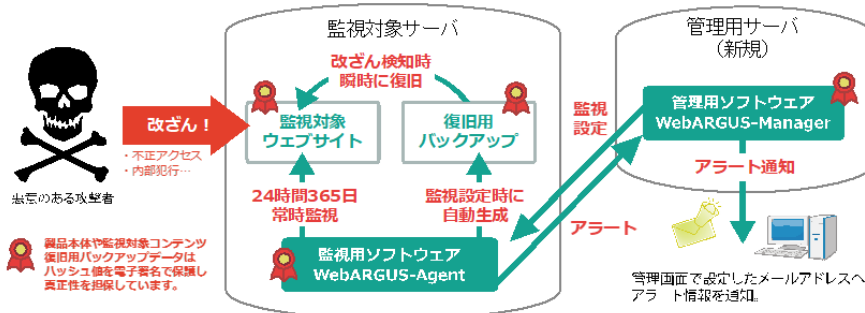 監視対象サーバ
管理用サーバ
(新規)
改ざん検知時
瞬時に復旧
改ざん！
・不正アクセス
・内部犯行…
悪意のある攻撃者
監視対象
ウェブサイト
復旧用
バックアップ
監視
設定
管理用ソフトウェア
WebARGUS-Manager
アラート通知
24時間365日
常時監視
監視設定時に
自動生成
アラート
監視用ソフトウェア
WebARGUS-Agent
製品本体や監視対象コンテンツ
復旧用バックアップデータは
ハッシュ値を電子署名で保護し
真正性を担保しています。
管理画面で設定したメールアドレスへ
アラート情報を通知。